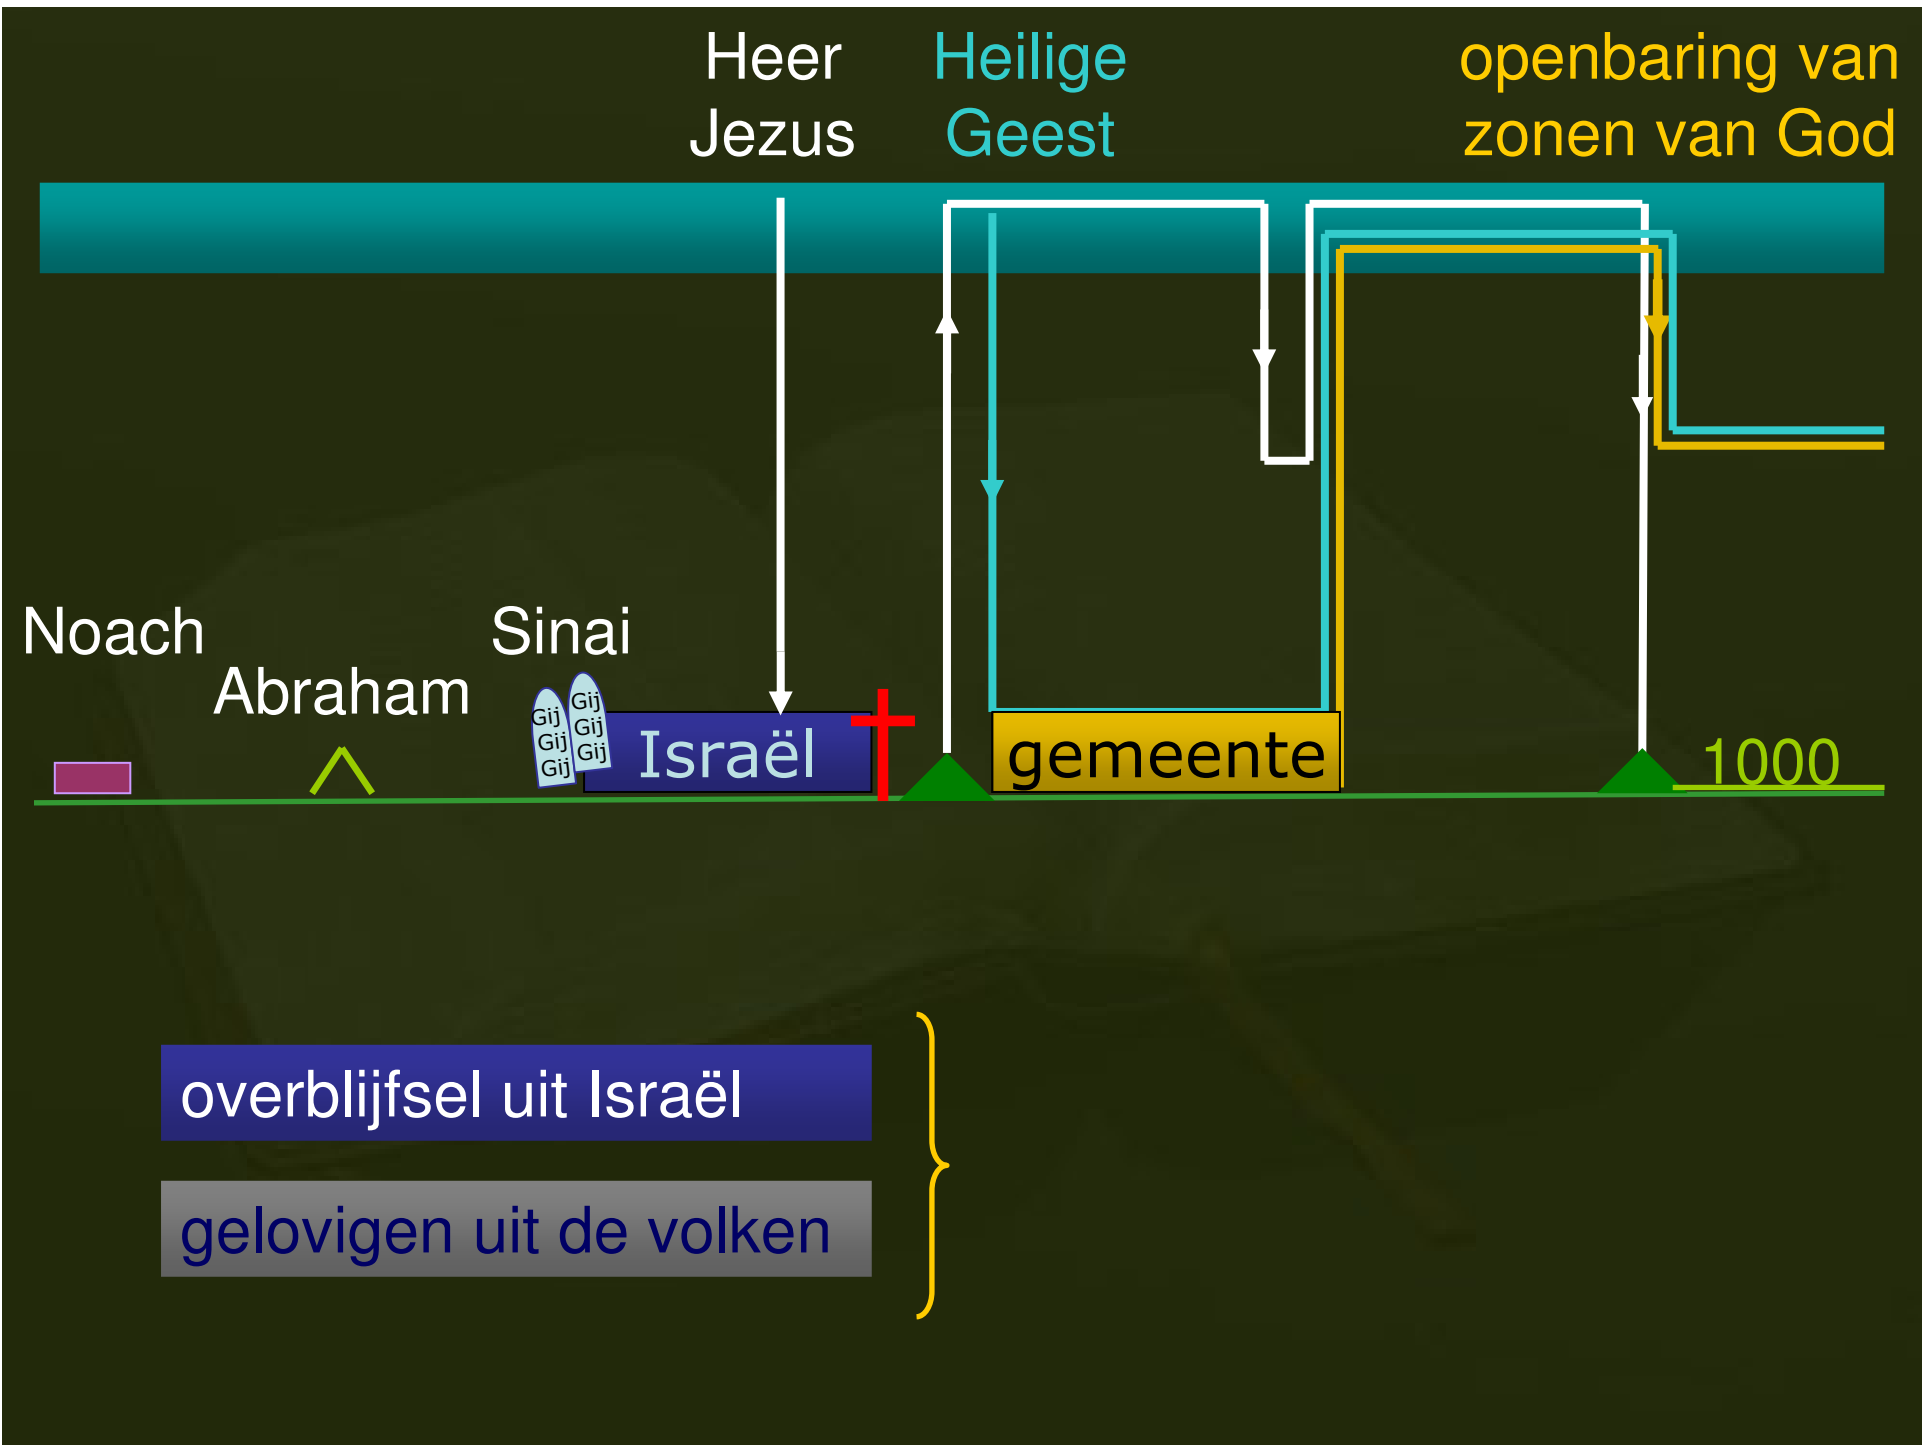 Heer
Jezus
Heilige
Geest
openbaring van
zonen van God
Noach
Abraham
Sinai
Gij
Gij
Gij
Gij
Gij
Gij
Israël
gemeente
1000
overblijfsel uit Israël
gelovigen uit de volken